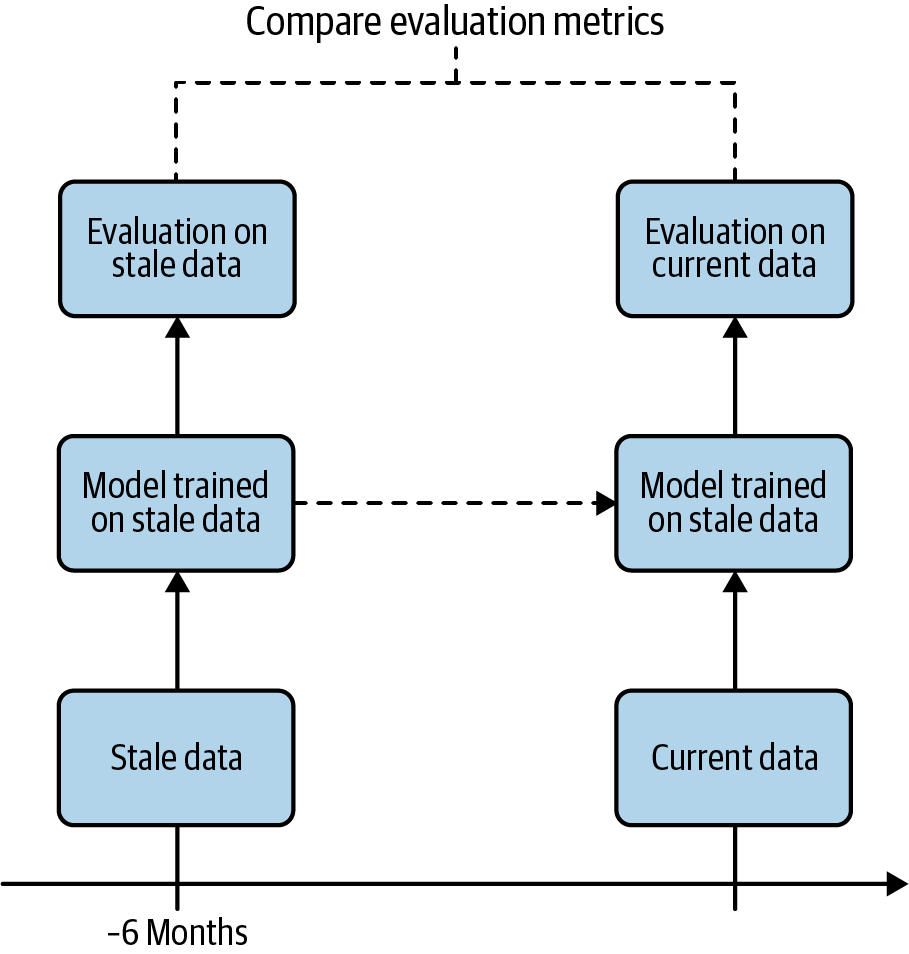 Compare evaluation metrics
Evaluation on
stale data
Evaluation on
current data
Model trained
on stale data
Model trained
on stale data
Stale data
Current data
–6 Months